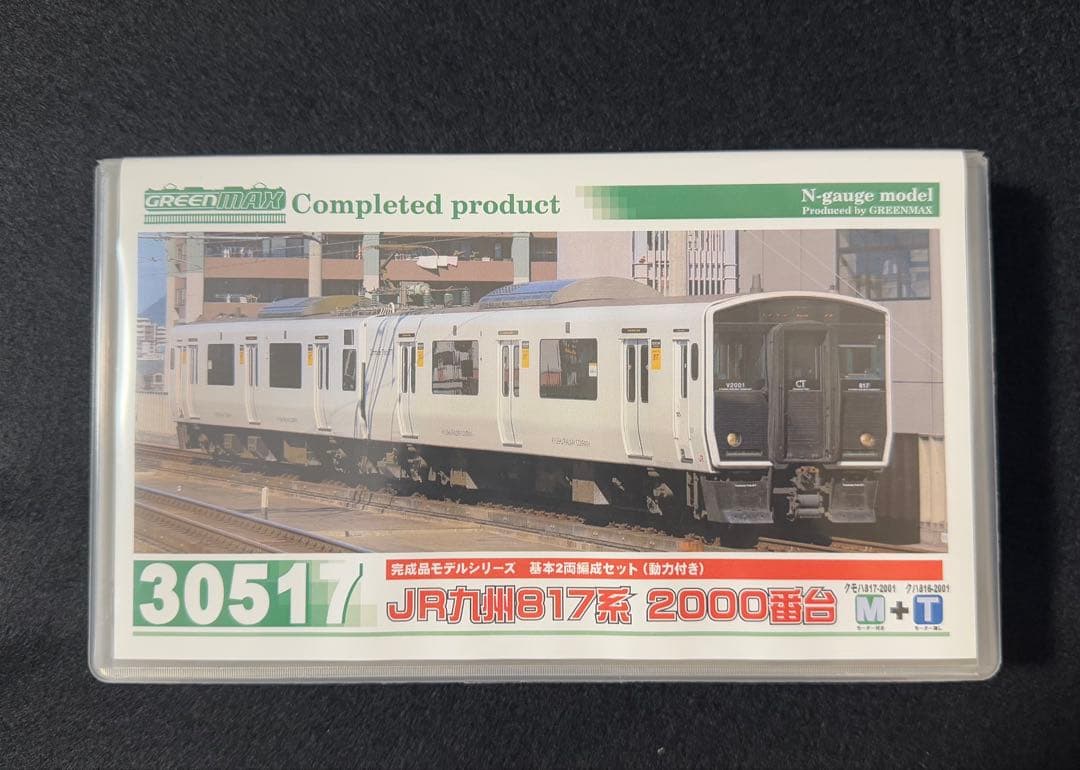 GREENMAX Completed product
N-gauge model
Produced by GREENMAX
V2001
CT
817
30517
完成品モデルシリーズ 基本2両編成セット(動力付き)
JR九州817系 2000番台
クモハ817-2001 クハ816-2001
M+T